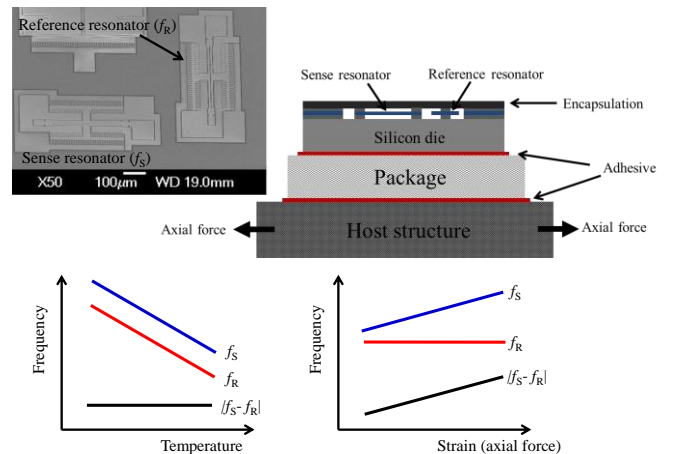 Reference resonator (fR)
Sense resonator (fS)
X50 100μm WD 19.0mm
Sense resonator
Reference resonator
Encapsulation
Silicon die
Adhesive
Package
Axial force
Host structure
Axial force
Frequency
fS
fR
|fS- fR|
Temperature
Frequency
fS
fR
|fS- fR|
Strain (axial force)